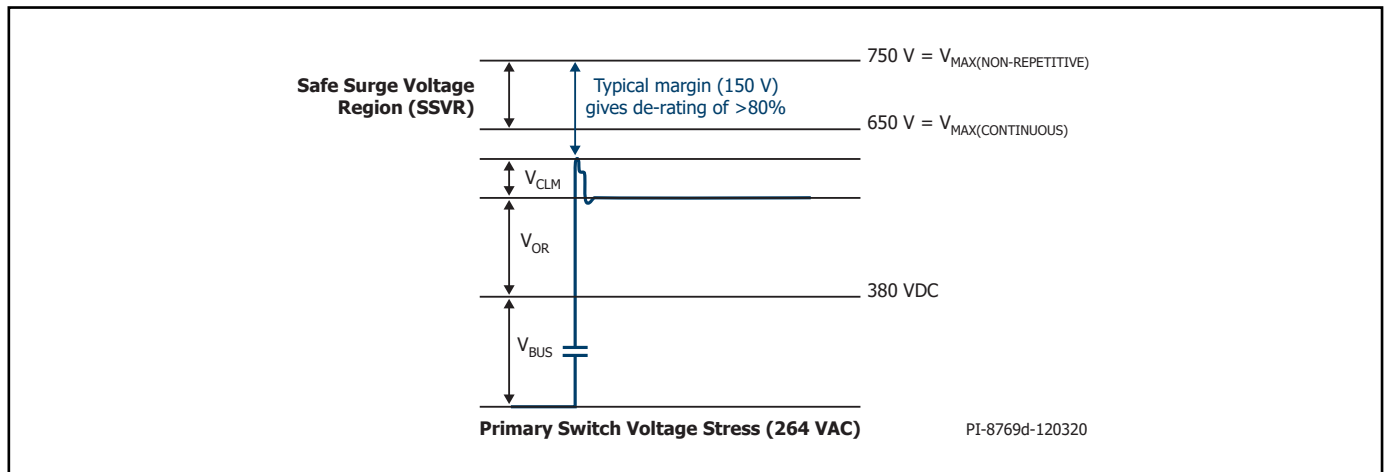 750 V = VMAX(NON-REPETITIVE)
Safe Surge Voltage
Region (SSVR)
Typical margin (150 V)
gives de-rating of >80%
650 V = VMAX(CONTINUOUS)
VCLM
VOR
380 VDC
VBUS
Primary Switch Voltage Stress (264 VAC)
PI-8769d-120320